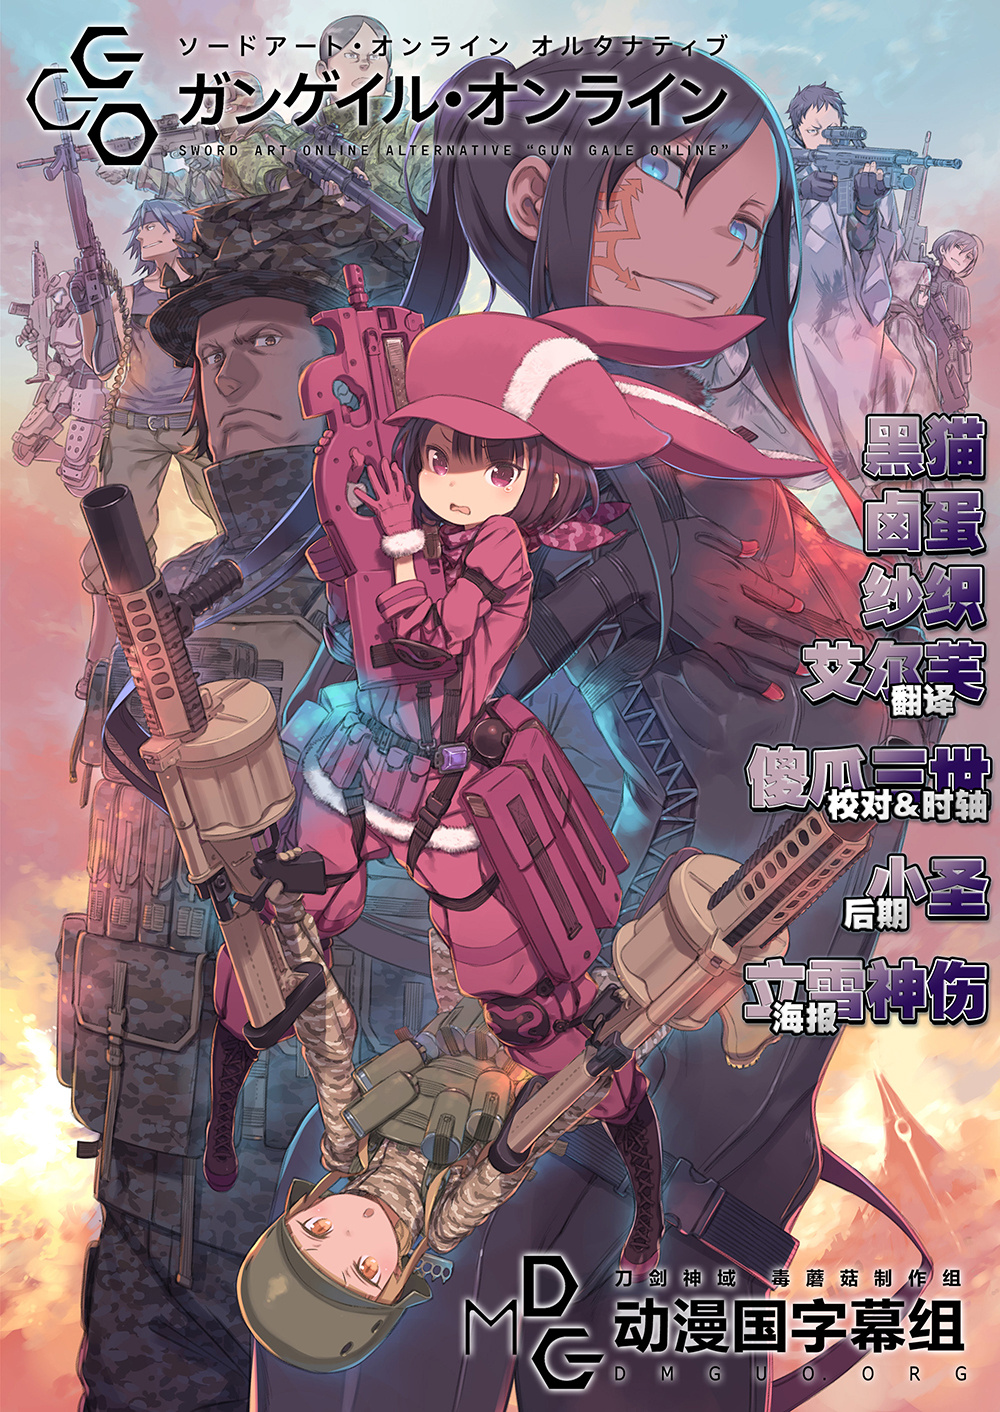 GGO
ソードアート・オンライン オルタナティブ
ガンゲイル・オンライン
SWORD ART ONLINE ALTERNATIVE "GUN GALE ONLINE"
黑猫
卤蛋
纱织
艾尔芙
翻译
傻爪三世
校对&时轴
小圣
后期
立雪神伤
海报
DMG
刀剑神域 毒蘑菇制作组
动漫国字幕组
DMGUO.ORG